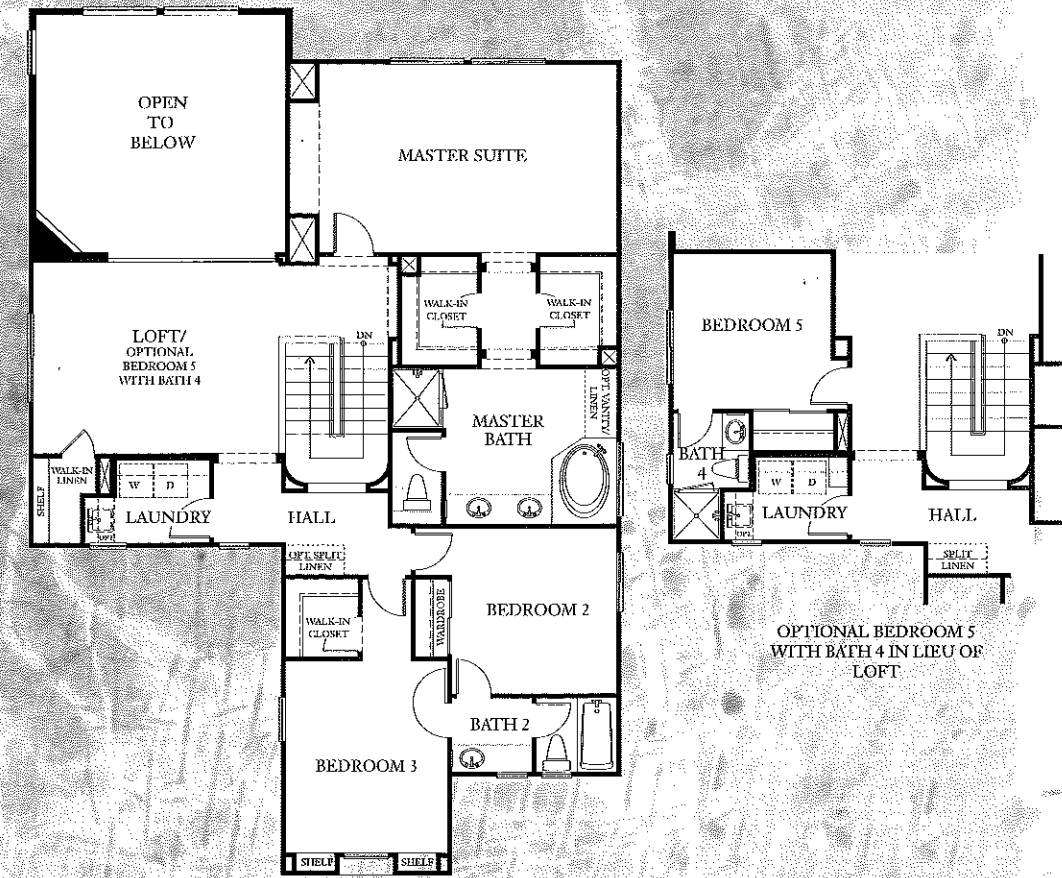 OPEN
TO
BELOW
MASTER SUITE
WALK-IN
CLOSET
WALK-IN
CLOSET
LOFT/
OPTIONAL
BEDROOM 5
WITH BATH 4
DN
OPT. VANITY/
LINEN
MASTER
BATH
WALK-IN
LINEN
SHELF
W D
LAUNDRY
OPT
HALL
OPT. SPLIT
LINEN
WALK-IN
CLOSET
WARDROBE
BEDROOM 2
BATH 2
BEDROOM 3
SHELF
SHELF
BEDROOM 5
DN
BATH
4
W D
LAUNDRY
OPT
HALL
SPLIT
LINEN
OPTIONAL BEDROOM 5
WITH BATH 4 IN LIEU OF
LOFT